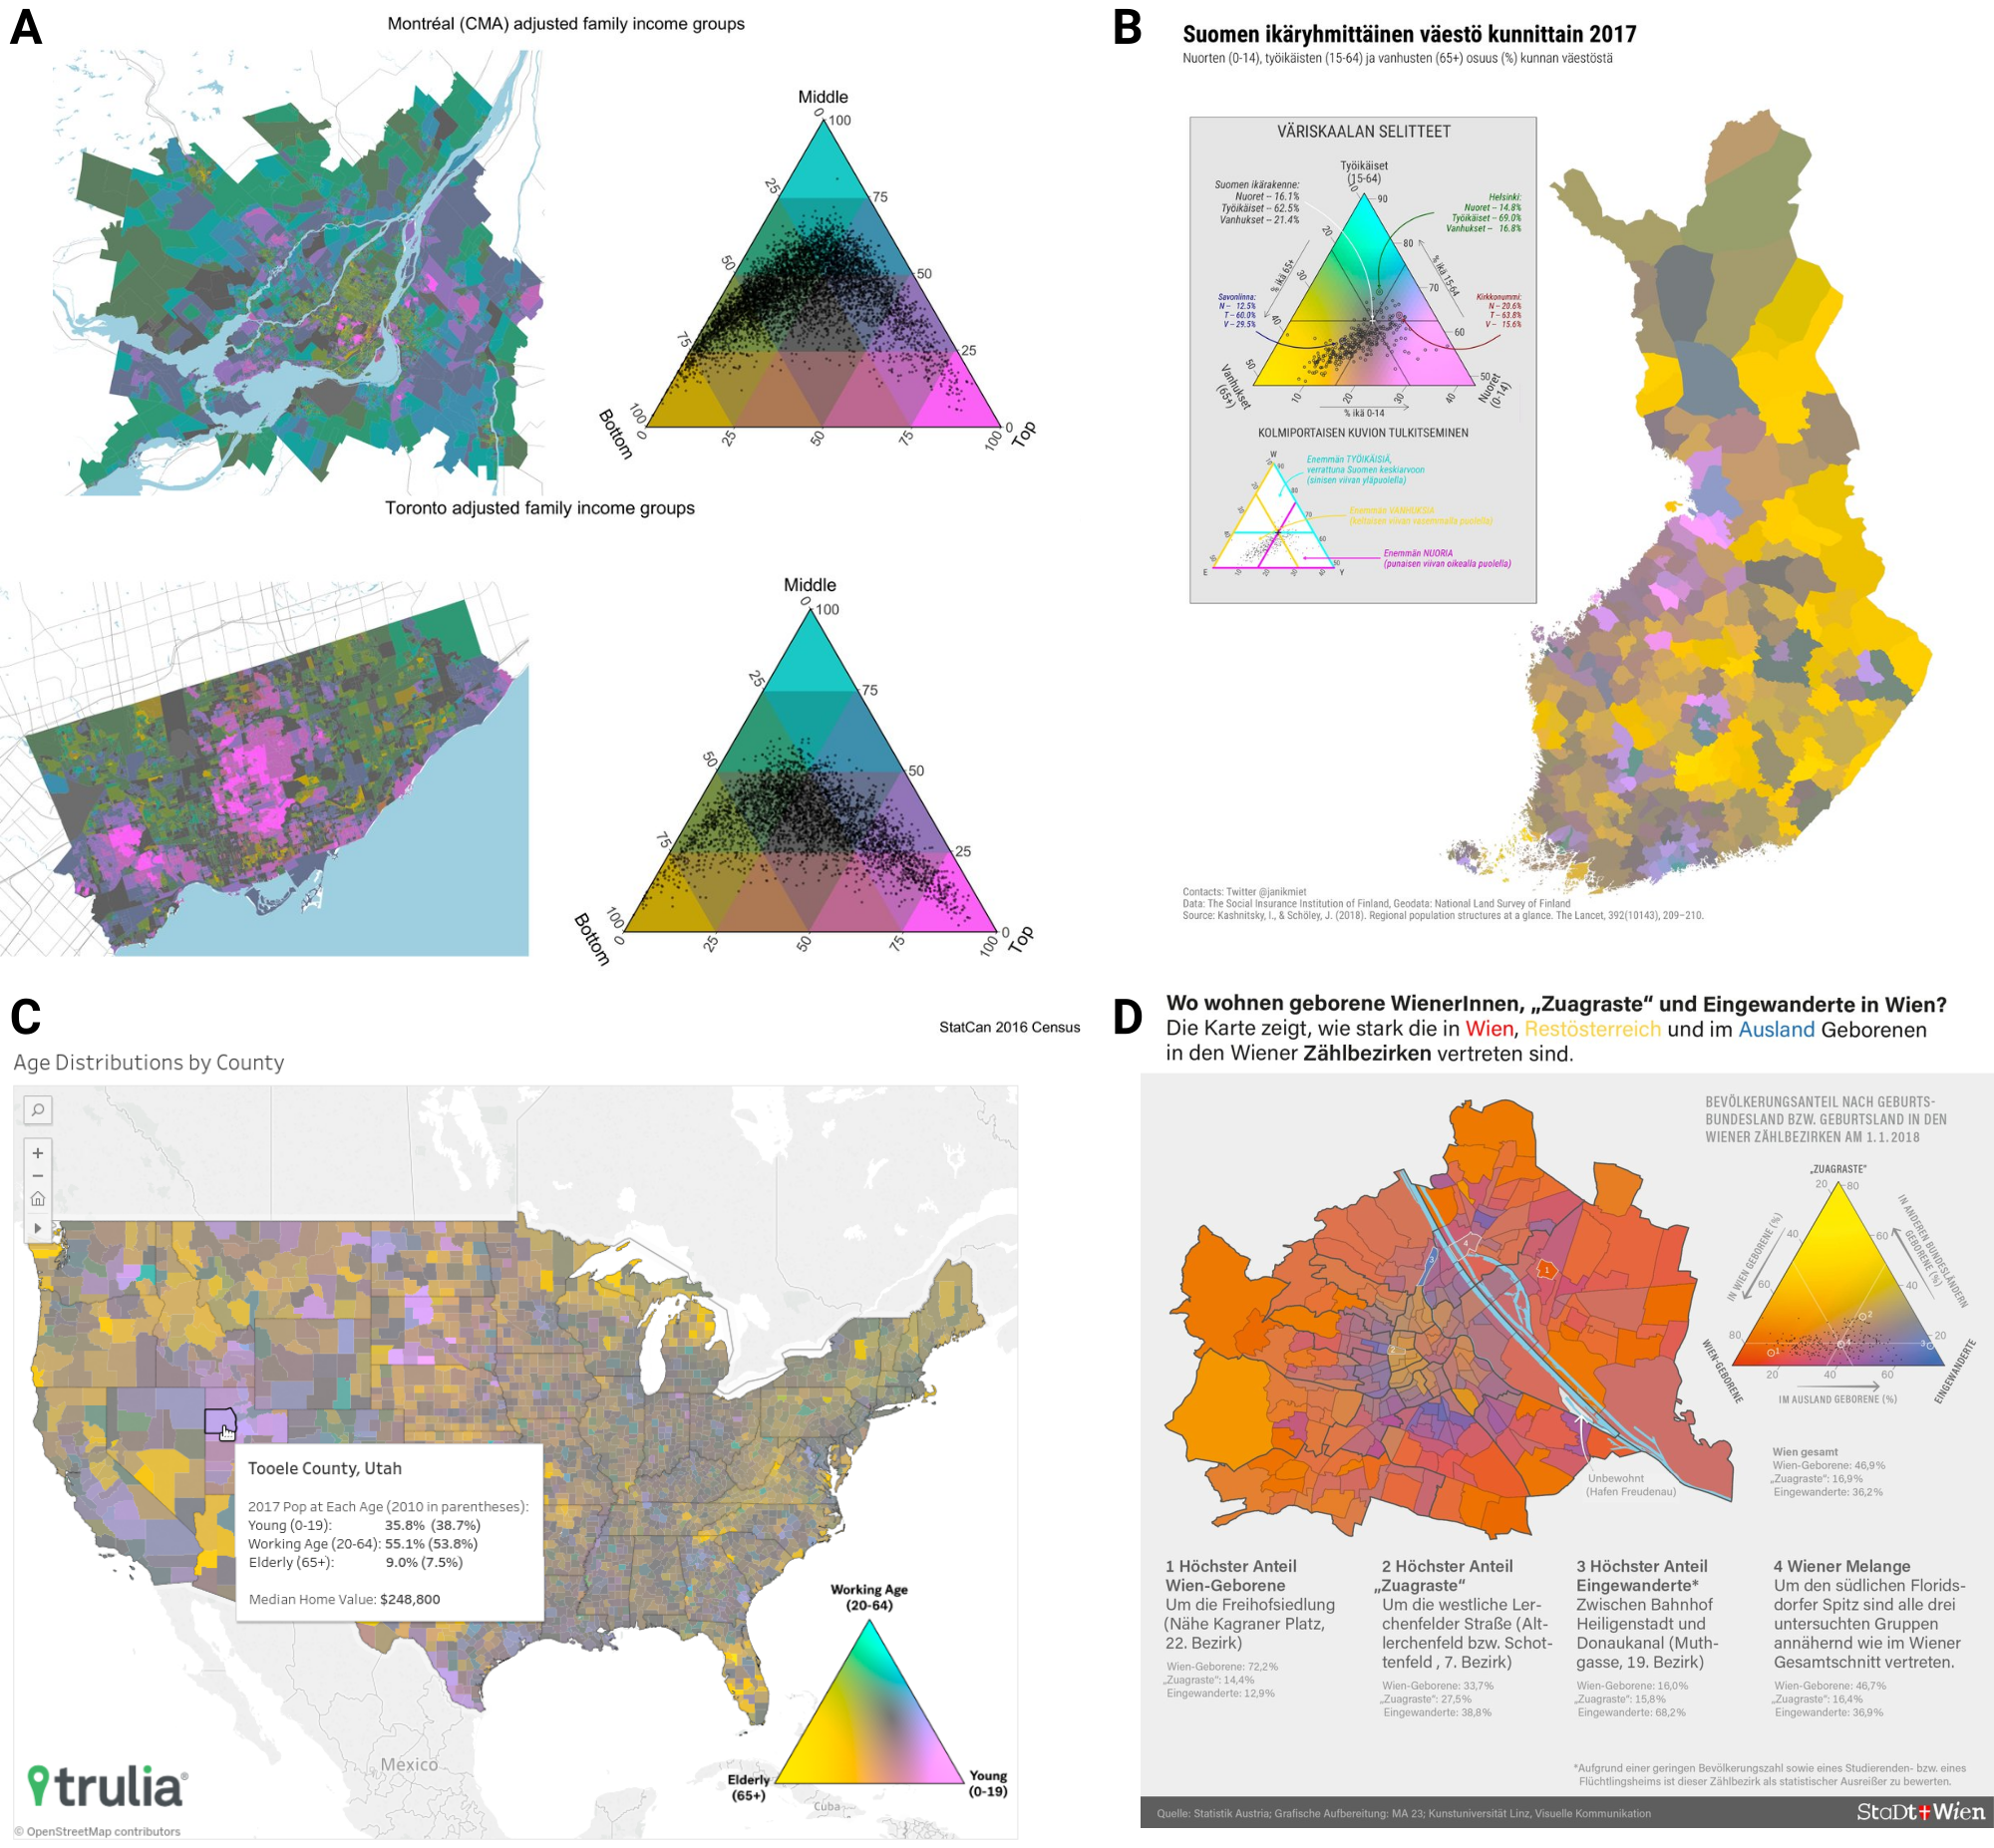 A
Montréal (CMA) adjusted family income groups
Middle
0
100
25
75
50
50
75
25
100
0
Bottom
0
25
50
75
100
Top
Toronto adjusted family income groups
Middle
0
100
25
75
50
50
75
25
100
0
Bottom
0
25
50
75
100
Top
StatCan 2016 Census
B
Suomen ikäryhmittäinen väestö kunnittain 2017
Nuorten (0-14), työikäisten (15-64) ja vanhusten (65+) osuus (%) kunnan väestöstä
VÄRISKAALAN SELITTEET
Työikäiset
(15-64)
10
90
Suomen ikärakenne:
Nuoret – 16.1%
Työikäiset – 62.5%
Vanhukset – 21.4%
Helsinki:
Nuoret – 14.8%
Työikäiset – 69.0%
Vanhukset – 16.8%
20
80
% ikä 65+
% ikä 15-64
30
70
Savonlinna:
N – 12.5%
T – 60.0%
V – 29.5%
Kirkkonummi:
N – 20.6%
T – 63.8%
V – 15.6%
40
60
50
50
Vanhukset
(65+)
Nuoret
(0-14)
10
20
30
40
% ikä 0-14
KOLMIPORTAISEN KUVION TULKITSEMINEN
W
Enemmän TYÖIKÄISIÄ,
verrattuna Suomen keskiarvoon
(sinisen viivan yläpuolella)
Enemmän VANHUKSIA
(keltaisen viivan vasemmalla puolella)
Enemmän NUORIA
(punaisen viivan oikealla puolella)
E
Y
Contacts: Twitter @janikmiet
Data: The Social Insurance Institution of Finland, Geodata: National Land Survey of Finland
Source: Kashnitsky, I., & Schöley, J. (2018). Regional population structures at a glance. The Lancet, 392(10143), 209–210.
C
Age Distributions by County
+
−
Tooele County, Utah
2017 Pop at Each Age (2010 in parentheses):
Young (0-19): 35.8% (38.7%)
Working Age (20-64): 55.1% (53.8%)
Elderly (65+): 9.0% (7.5%)
Median Home Value: $248,800
Working Age
(20-64)
Elderly
(65+)
Young
(0-19)
Mexico
Cuba
trulia®
© OpenStreetMap contributors
D
Wo wohnen geborene WienerInnen, „Zuagraste“ und Eingewanderte in Wien?
Die Karte zeigt, wie stark die in Wien, Restösterreich und im Ausland Geborenen
in den Wiener Zählbezirken vertreten sind.
BEVÖLKERUNGSANTEIL NACH GEBURTS-
BUNDESLAND BZW. GEBURTSLAND IN DEN
WIENER ZÄHLBEZIRKEN AM 1.1.2018
„ZUAGRASTE“
20
80
IN WIEN GEBORENE (%)
IN ANDEREN BUNDESLÄNDERN
GEBORENE (%)
40
60
60
40
80
20
1
2
3
4
WIEN-GEBORENE
EINGEWANDERTE
20
40
60
IM AUSLAND GEBORENE (%)
4
3
1
2
Unbewohnt
(Hafen Freudenau)
Wien gesamt
Wien-Geborene: 46,9%
„Zuagraste“: 16,9%
Eingewanderte: 36,2%
1 Höchster Anteil
Wien-Geborene
Um die Freihofsiedlung
(Nähe Kagraner Platz,
22. Bezirk)
Wien-Geborene: 72,2%
„Zuagraste“: 14,4%
Eingewanderte: 12,9%
2 Höchster Anteil
„Zuagraste“
Um die westliche Ler-
chenfelder Straße (Alt-
lerchenfeld bzw. Schot-
tenfeld , 7. Bezirk)
Wien-Geborene: 33,7%
„Zuagraste“: 27,5%
Eingewanderte: 38,8%
3 Höchster Anteil
Eingewanderte*
Zwischen Bahnhof
Heiligenstadt und
Donaukanal (Muth-
gasse, 19. Bezirk)
Wien-Geborene: 16,0%
„Zuagraste“: 15,8%
Eingewanderte: 68,2%
4 Wiener Melange
Um den südlichen Florids-
dorfer Spitz sind alle drei
untersuchten Gruppen
annähernd wie im Wiener
Gesamtschnitt vertreten.
Wien-Geborene: 46,7%
„Zuagraste“: 16,4%
Eingewanderte: 36,9%
*Aufgrund einer geringen Bevölkerungszahl sowie eines Studierenden- bzw. eines
Flüchtlingsheims ist dieser Zählbezirk als statistischer Ausreißer zu bewerten.
Quelle: Statistik Austria; Grafische Aufbereitung: MA 23; Kunstuniversität Linz, Visuelle Kommunikation
StaDt Wien